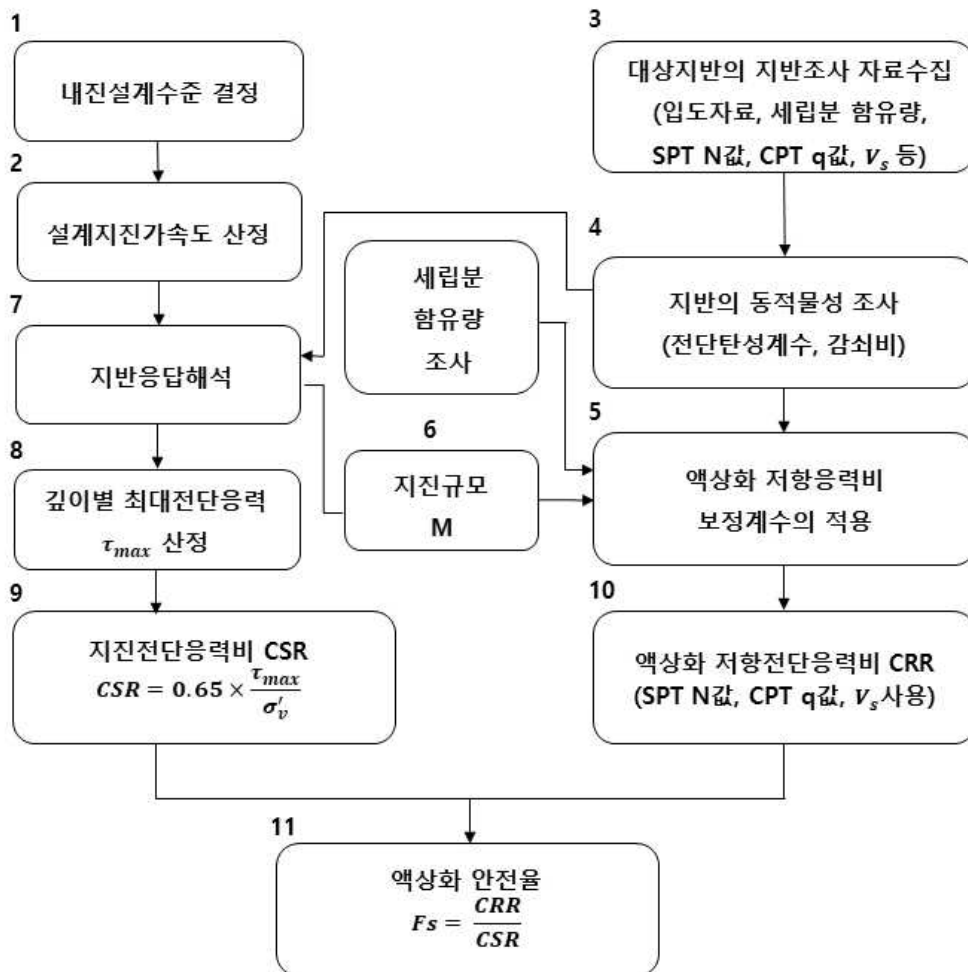 1
내진설계수준 결정
2
설계지진가속도 산정
3
대상지반의 지반조사 자료수집
(입도자료, 세립분 함유량,
SPT N값, CPT q값, V_s 등)
4
지반의 동적물성 조사
(전단탄성계수, 감쇠비)
세립분
함유량
조사
5
액상화 저항응력비
보정계수의 적용
6
지진규모
M
7
지반응답해석
8
깊이별 최대전단응력
τ_max 산정
9
지진전단응력비 CSR
CSR = 0.65 × τ_max / σ′_v
10
액상화 저항전단응력비 CRR
(SPT N값, CPT q값, V_s사용)
11
액상화 안전율
Fs = CRR / CSR